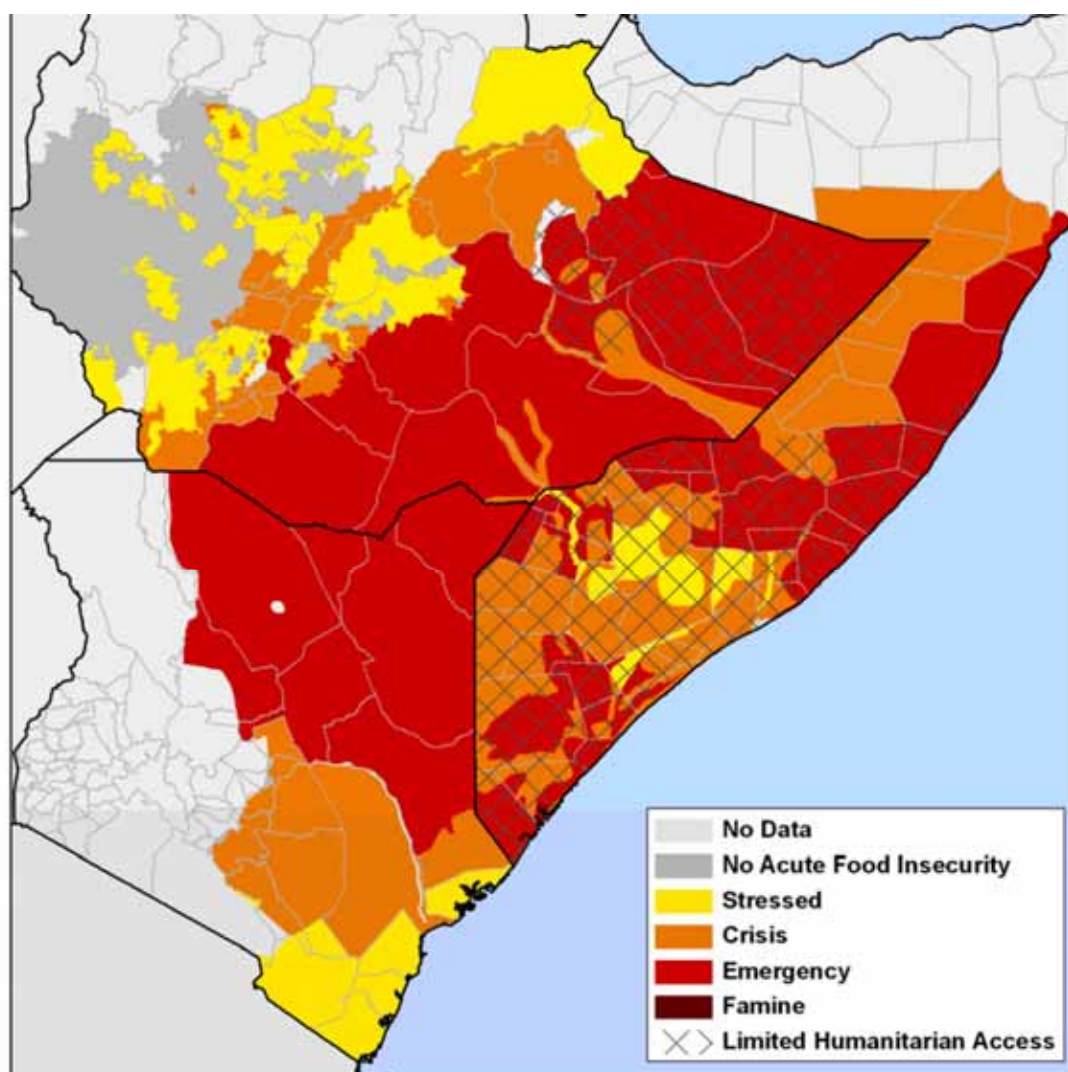 No Data
No Acute Food Insecurity
Stressed
Crisis
Emergency
Famine
Limited Humanitarian Access